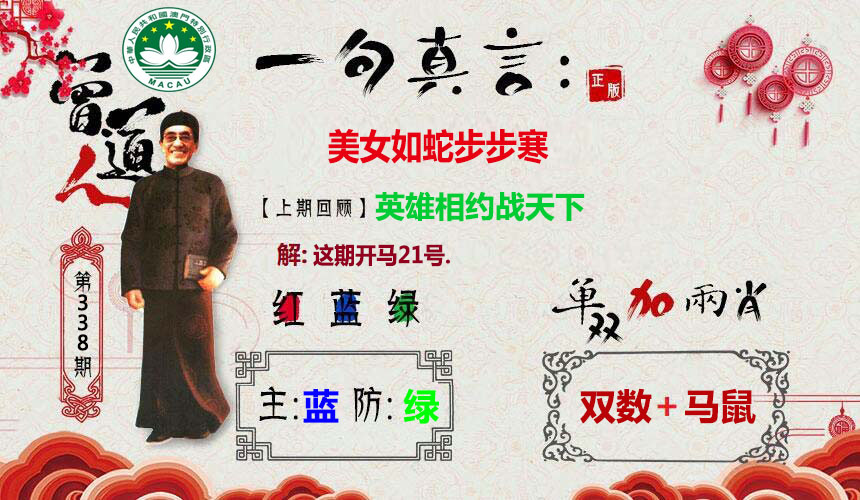 中華人民共和國澳門特別行政區
MACAU
曾道人
一句真言:
正版
美女如蛇步步寒
【上期回顾】英雄相约战天下
解: 这期开马21号.
第338期
红 蓝 绿
单双加兩肖
主:蓝 防:绿
双数+马鼠